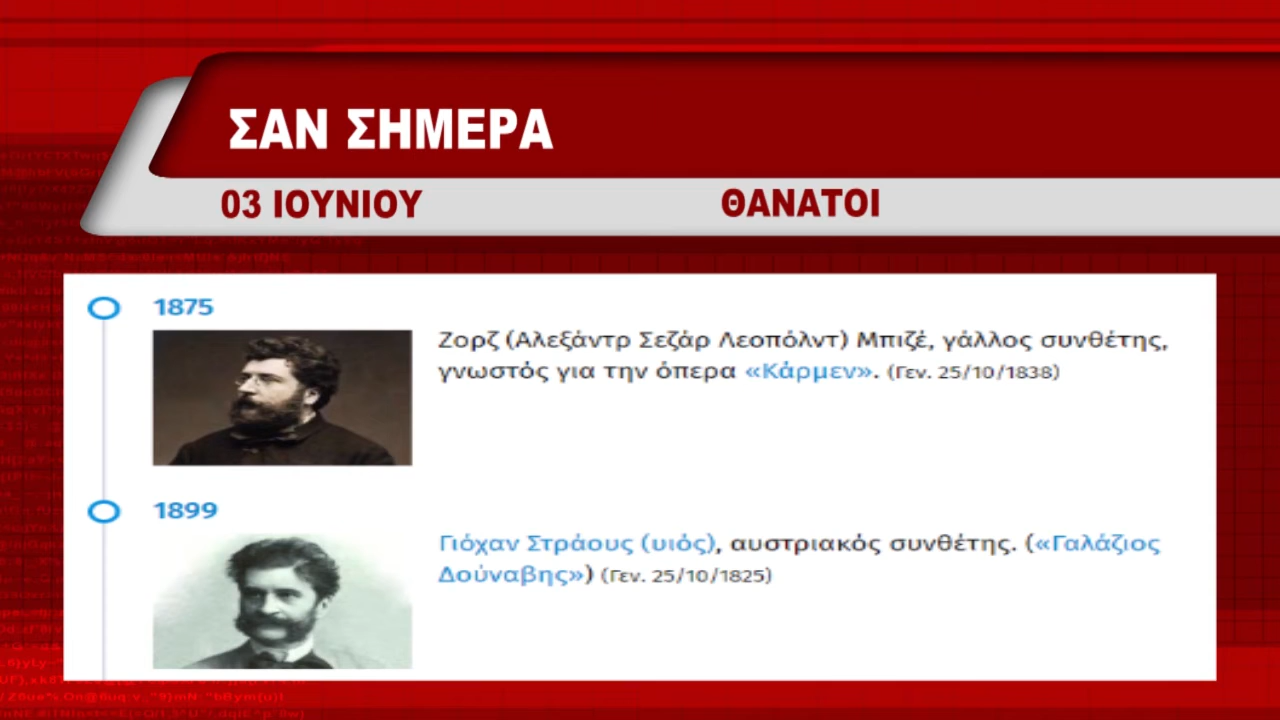 ΣΑΝ ΣΗΜΕΡΑ
03 ΙΟΥΝΙΟΥ
ΘΑΝΑΤΟΙ
1875
Ζορζ (Αλεξάντρ Σεζάρ Λεοπόλντ) Μπιζέ, γάλλος συνθέτης,
γνωστός για την όπερα «Κάρμεν». (Γεν. 25/10/1838)
1899
Γιόχαν Στράους (υιός), αυστριακός συνθέτης. («Γαλάζιος
Δούναβης») (Γεν. 25/10/1825)